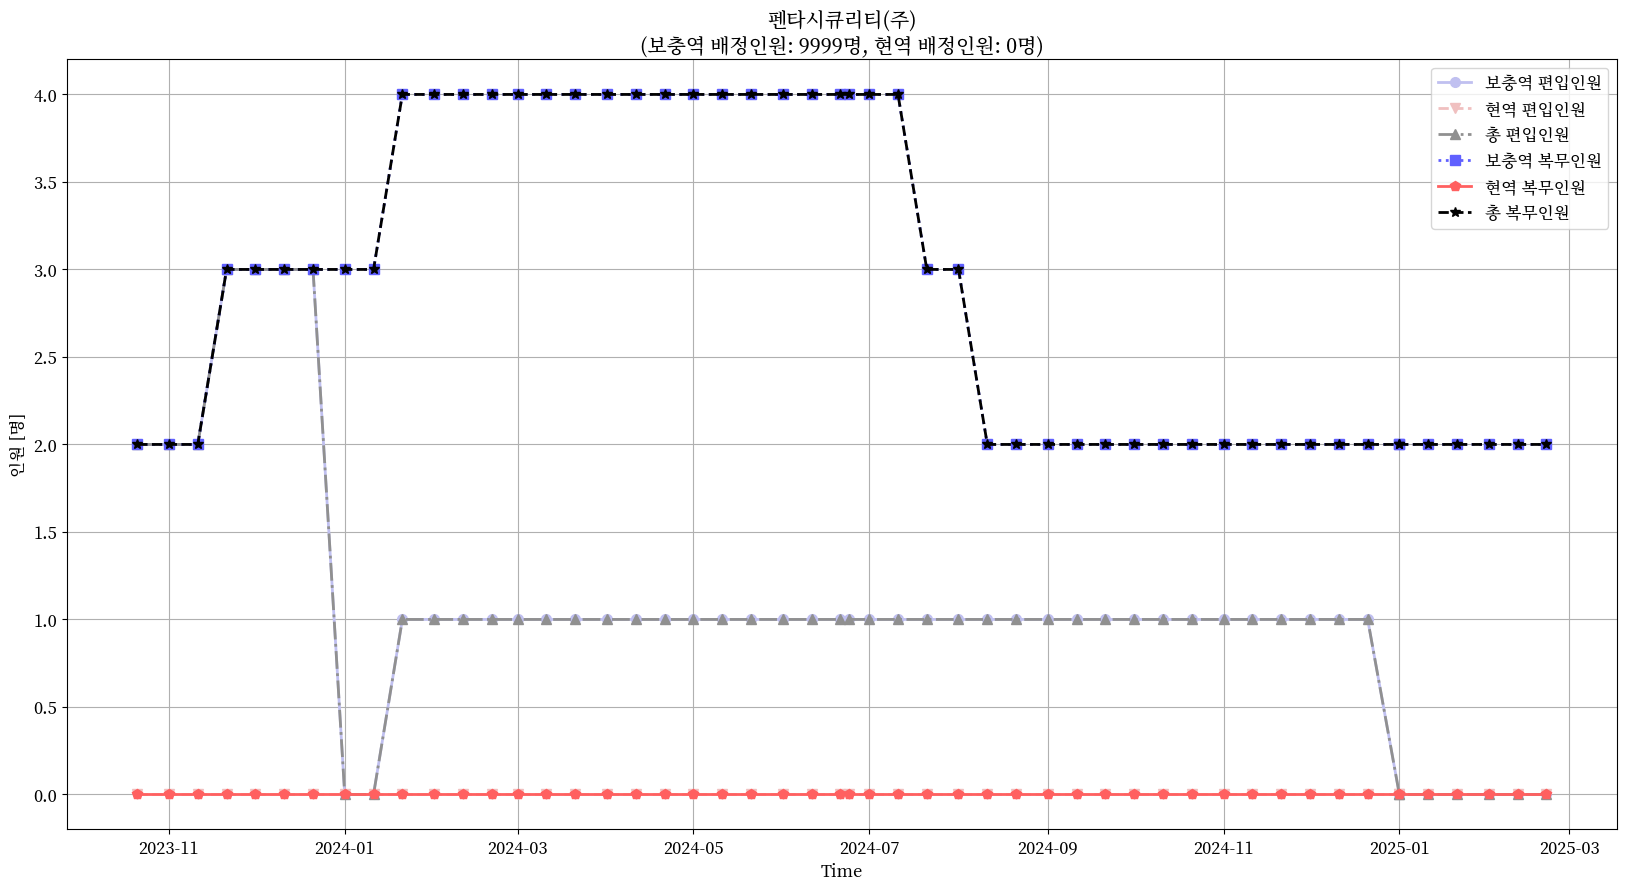 펜타시큐리티(주)
(보충역 배정인원: 9999명, 현역 배정인원: 0명)
보충역 편입인원
현역 편입인원
총 편입인원
보충역 복무인원
현역 복무인원
총 복무인원
인원 [명]
4.0
3.5
3.0
2.5
2.0
1.5
1.0
0.5
0.0
2023-11 2024-01 2024-03 2024-05 2024-07 2024-09 2024-11 2025-01 2025-03
Time